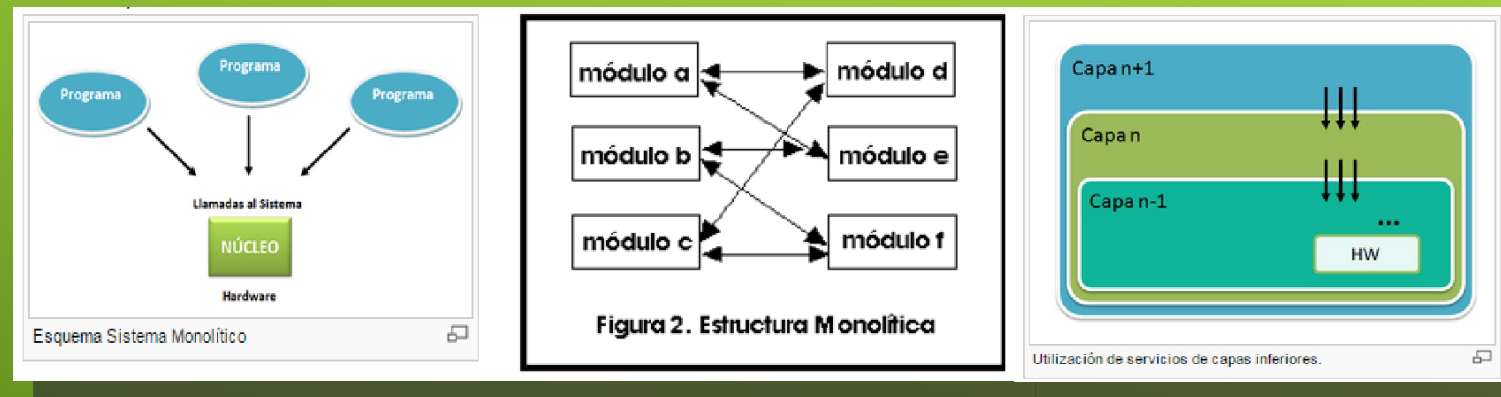 Programa
Programa
Programa
Llamadas al Sistema
NÚCLEO
Hardware
Esquema Sistema Monolítico
módulo a
módulo d
módulo b
módulo e
módulo c
módulo f
Figura 2. Estructura Monolítica
Capa n+1
Capa n
Capa n-1
...
HW
Utilización de servicios de capas inferiores.